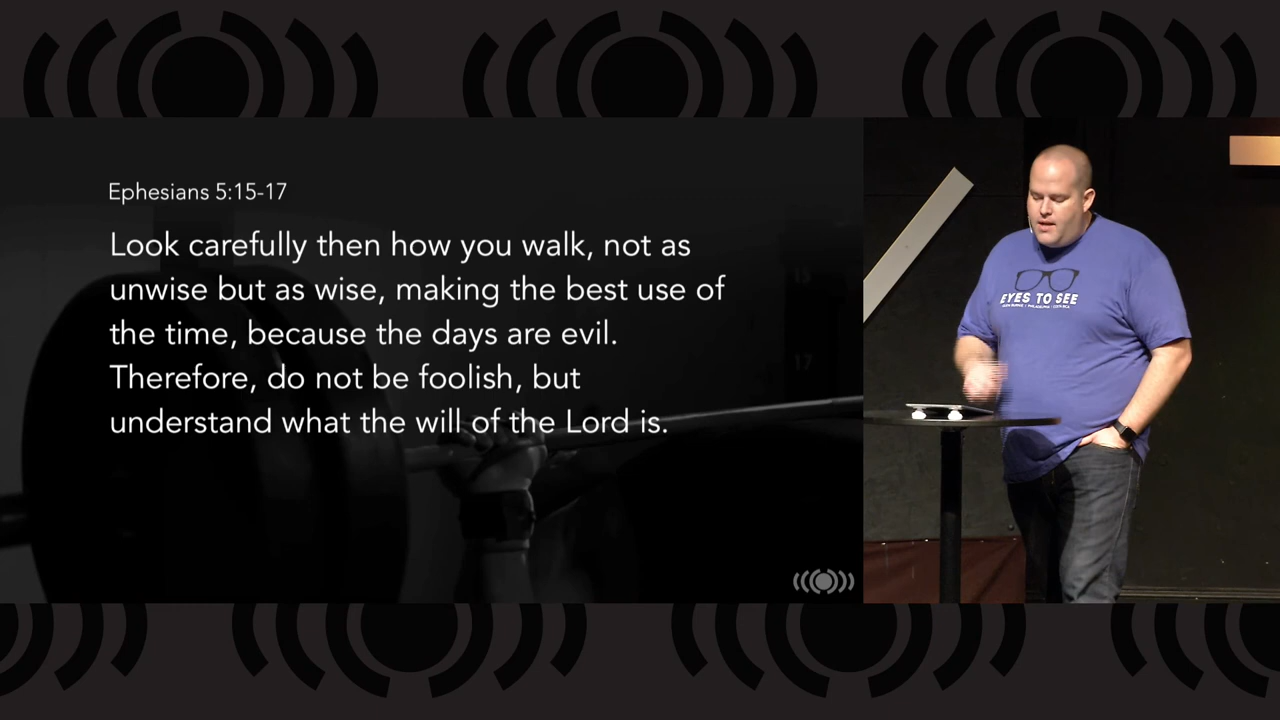 Ephesians 5:15-17
Look carefully then how you walk, not as
unwise but as wise, making the best use of
the time, because the days are evil.
Therefore, do not be foolish, but
understand what the will of the Lord is.
15
17
EYES TO SEE